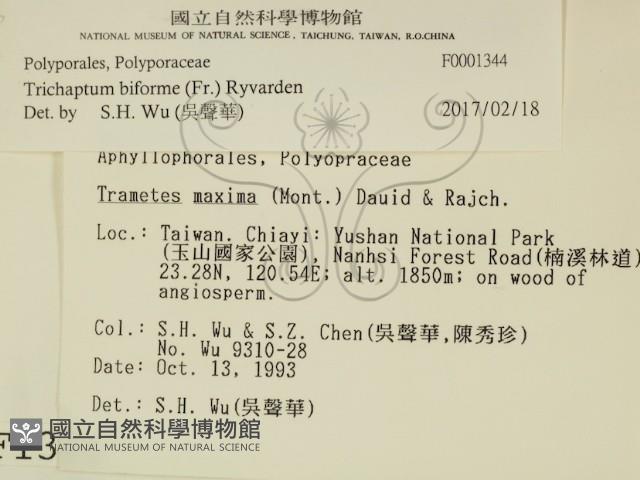 國立自然科學博物館
NATIONAL MUSEUM OF NATURAL SCIENCE, TAICHUNG, TAIWAN, R.O.CHINA
Polyporales, Polyporaceae F0001344
Trichaptum biforme (Fr.) Ryvarden
Det. by S.H. Wu (吳聲華) 2017/02/18
Aphyllophorales, Polyopraceae
Trametes maxima (Mont.) Dauid & Rajch.
Loc.: Taiwan. Chiayi: Yushan National Park
(玉山國家公園), Nanhsi Forest Road(楠溪林道)
23.28N, 120.54E; alt. 1850m; on wood of
angiosperm.
Col.: S.H. Wu & S.Z. Chen(吳聲華,陳秀珍)
No. Wu 9310-28
Date: Oct. 13, 1993
Det.: S.H. Wu(吳聲華)
國立自然科學博物館
NATIONAL MUSEUM OF NATURAL SCIENCE